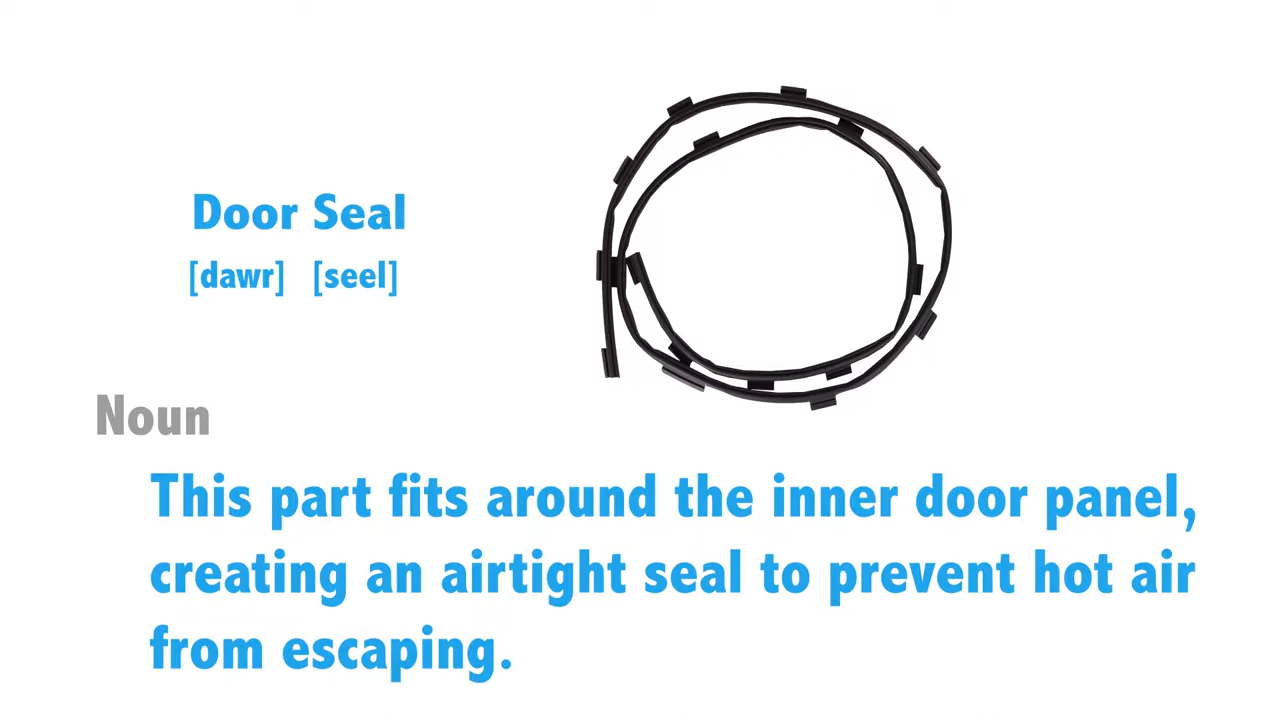 Door Seal
[dawr] [seel]
Noun
This part fits around the inner door panel,
creating an airtight seal to prevent hot air
from escaping.